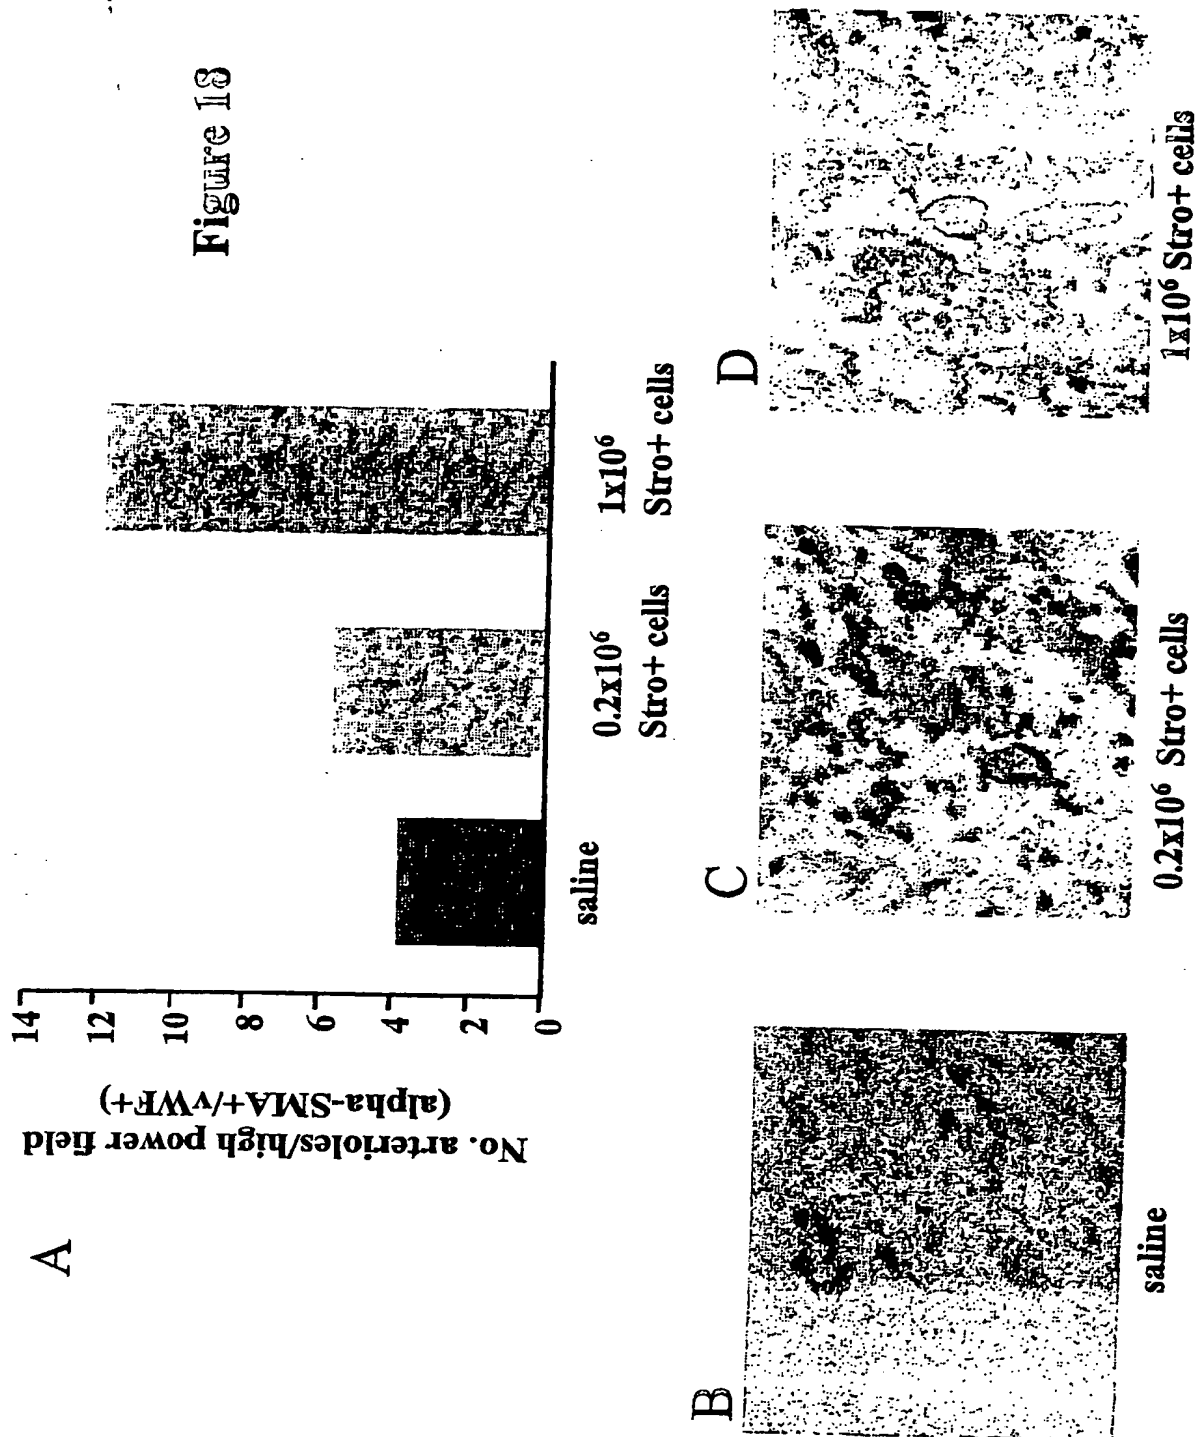 Figure 18
A
No. arterioles/high power field
(alpha-SMA+/vWF+)
14
12
10
8
6
4
2
0
saline
0.2x10⁶
Stro+ cells
1x10⁶
Stro+ cells
B
saline
C
0.2x10⁶ Stro+ cells
D
1x10⁶ Stro+ cells